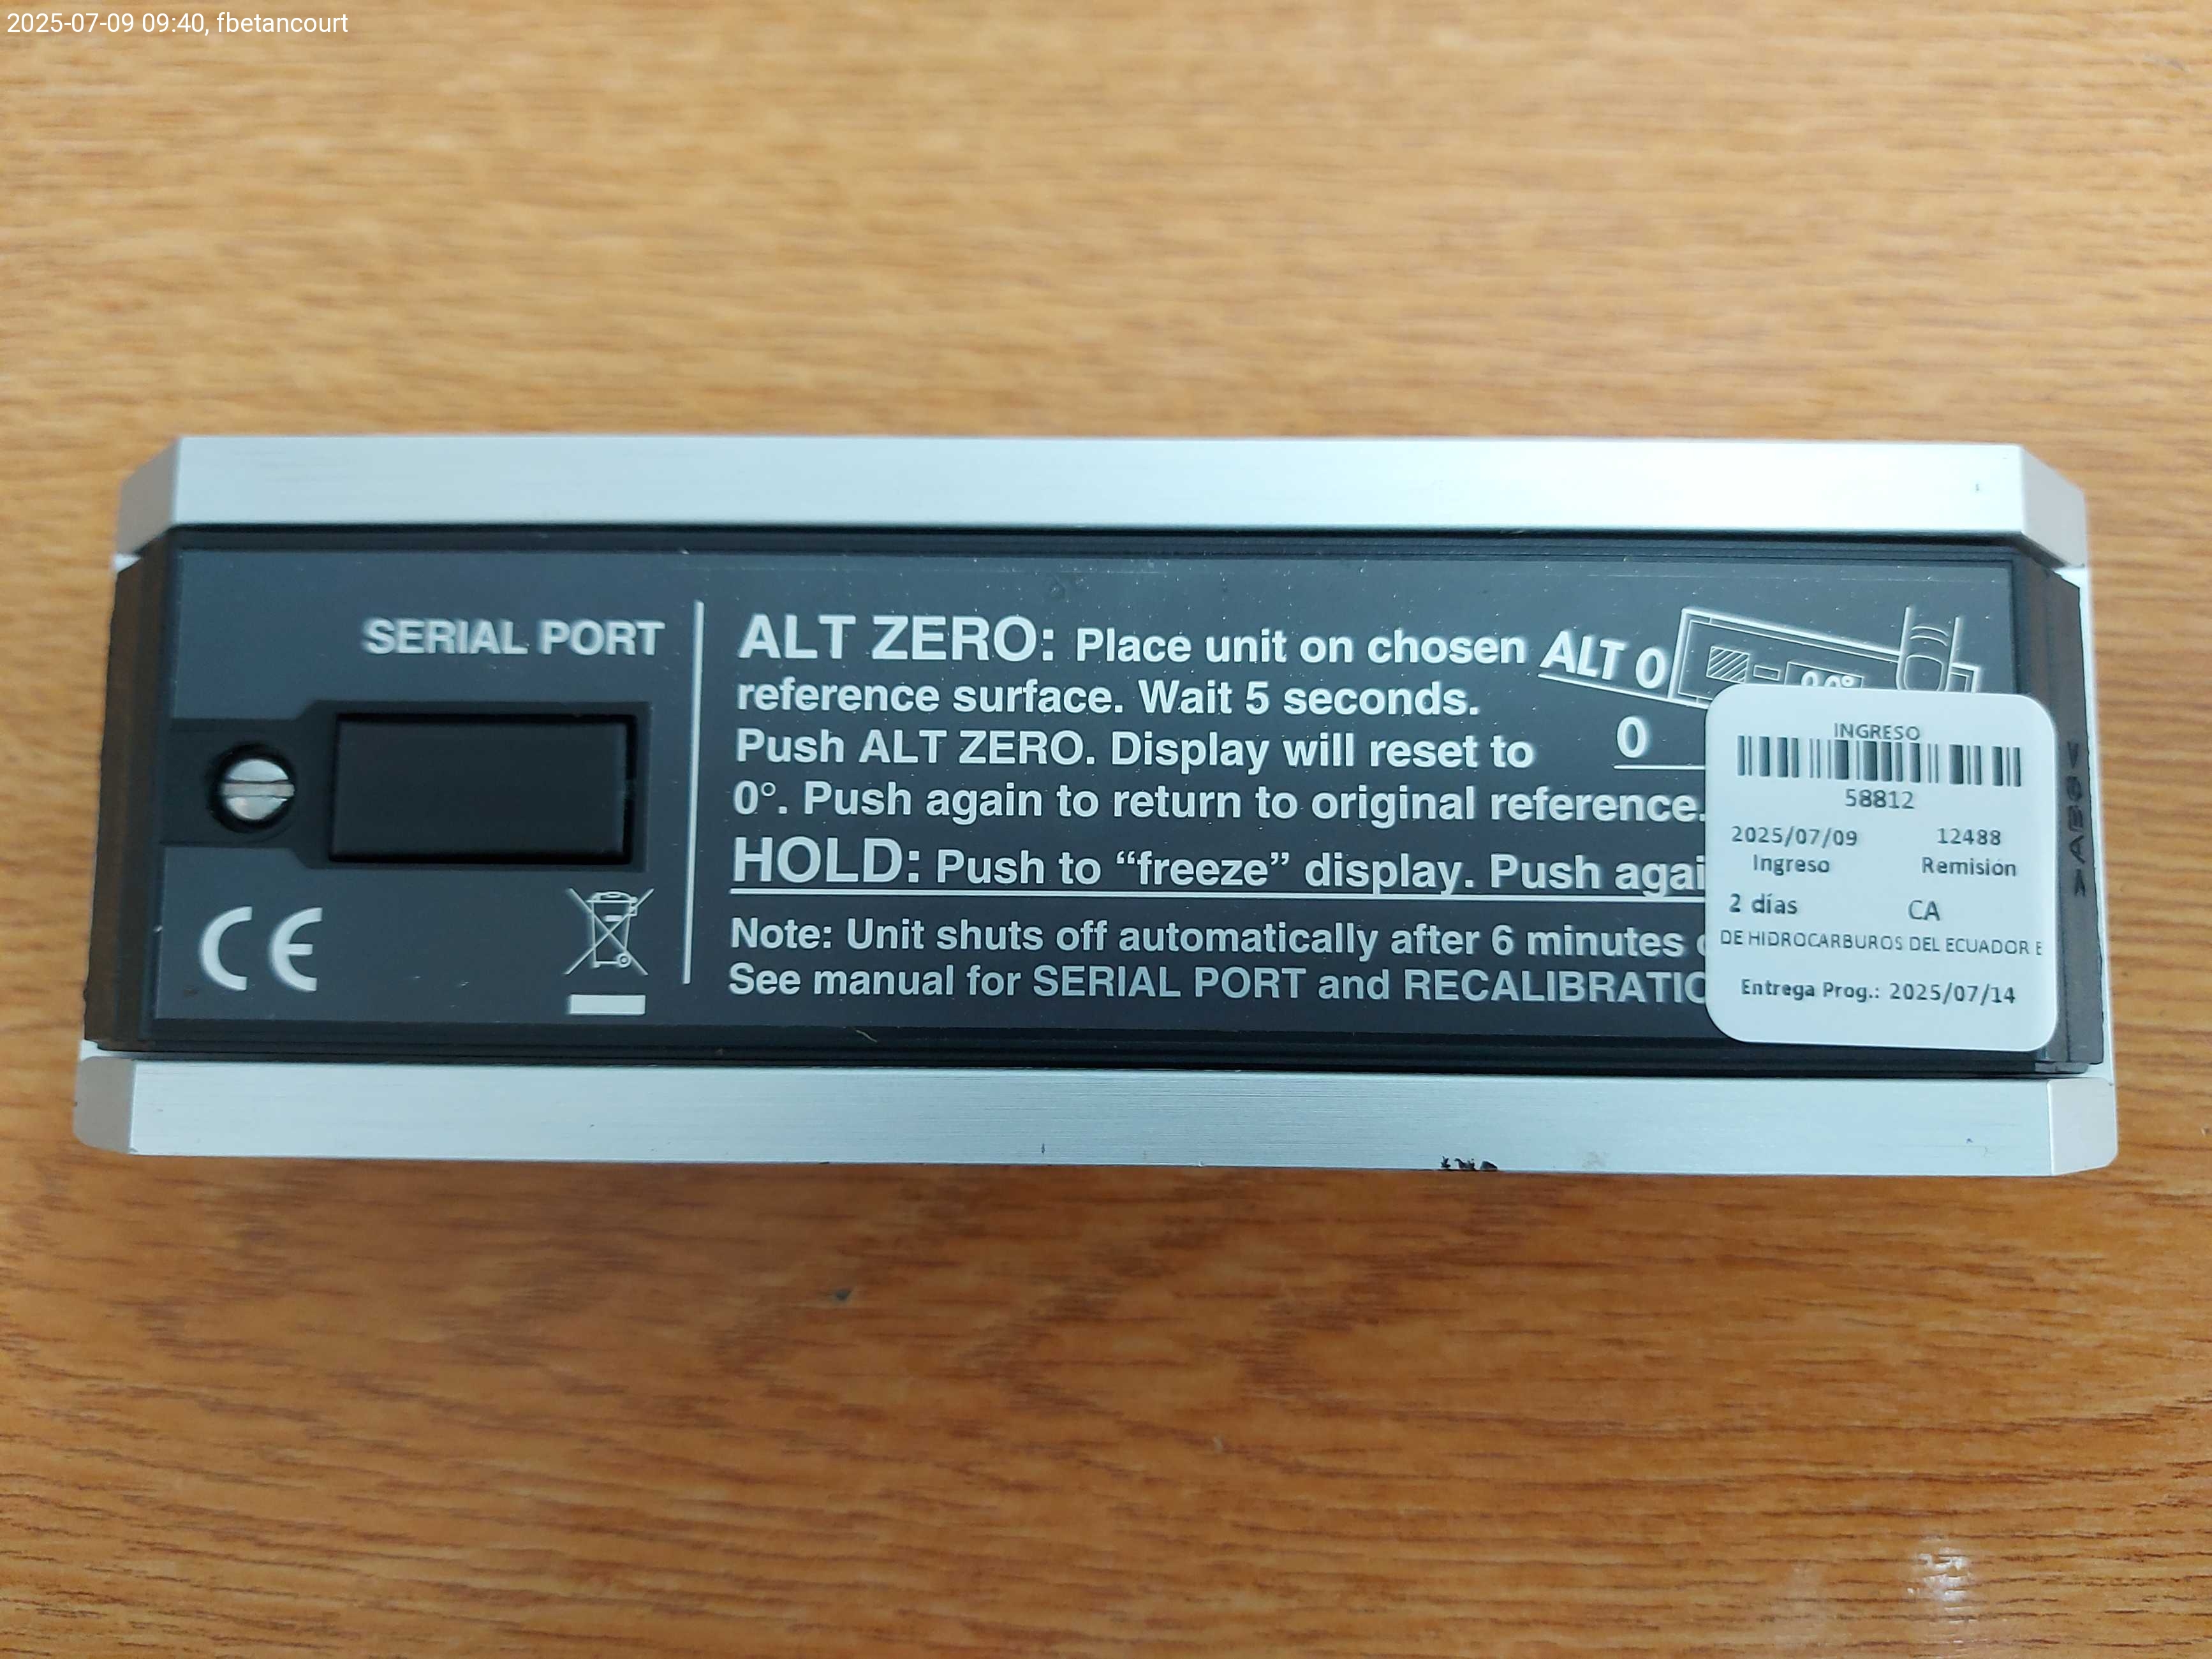 2025-07-09 09:40, fbetancourt
SERIAL PORT
CE
ALT ZERO: Place unit on chosen
reference surface. Wait 5 seconds.
Push ALT ZERO. Display will reset to
0°. Push again to return to original reference.
HOLD: Push to “freeze” display. Push agai
Note: Unit shuts off automatically after 6 minutes
See manual for SERIAL PORT and RECALIBRATIO
ALT 0
0
INGRESO
58812
2025/07/09 12488
Ingreso Remisión
2 días CA
DE HIDROCARBUROS DEL ECUADOR E
Entrega Prog.: 2025/07/14
>ABS<